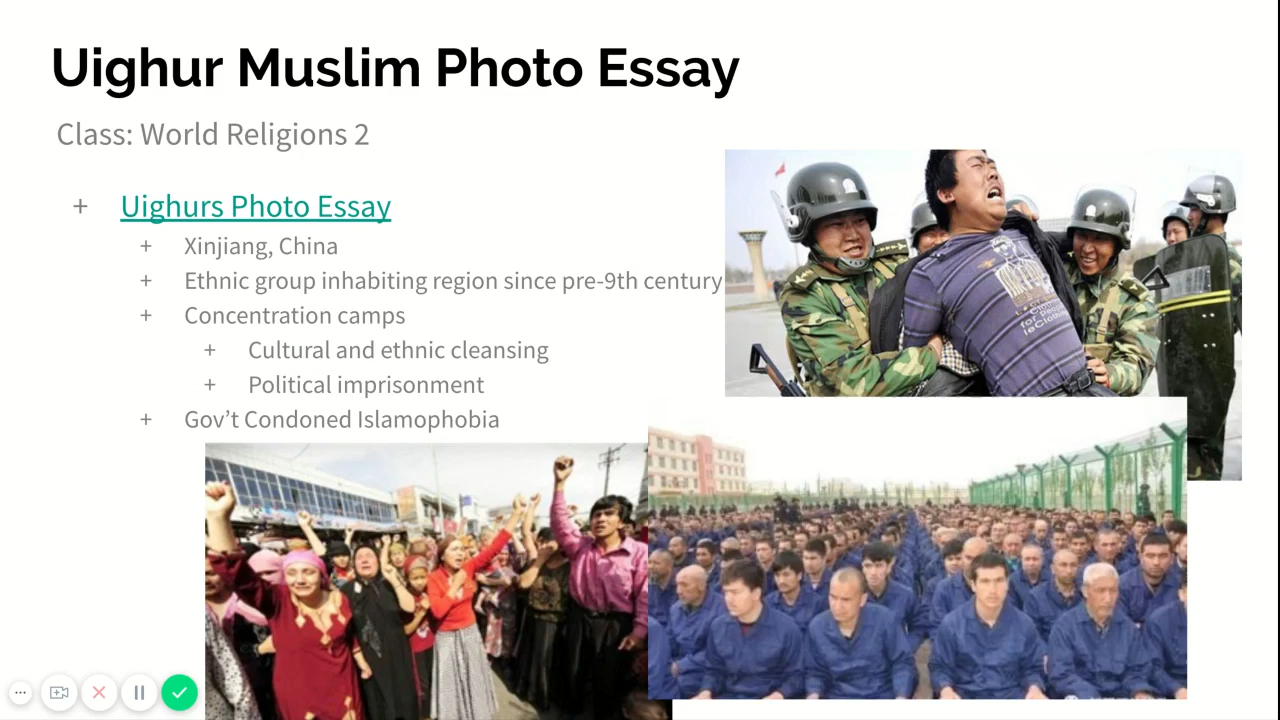 Uighur Muslim Photo Essay
Class: World Religions 2
+ Uighurs Photo Essay
+ Xinjiang, China
+ Ethnic group inhabiting region since pre-9th century
+ Concentration camps
+ Cultural and ethnic cleansing
+ Political imprisonment
+ Gov't Condoned Islamophobia